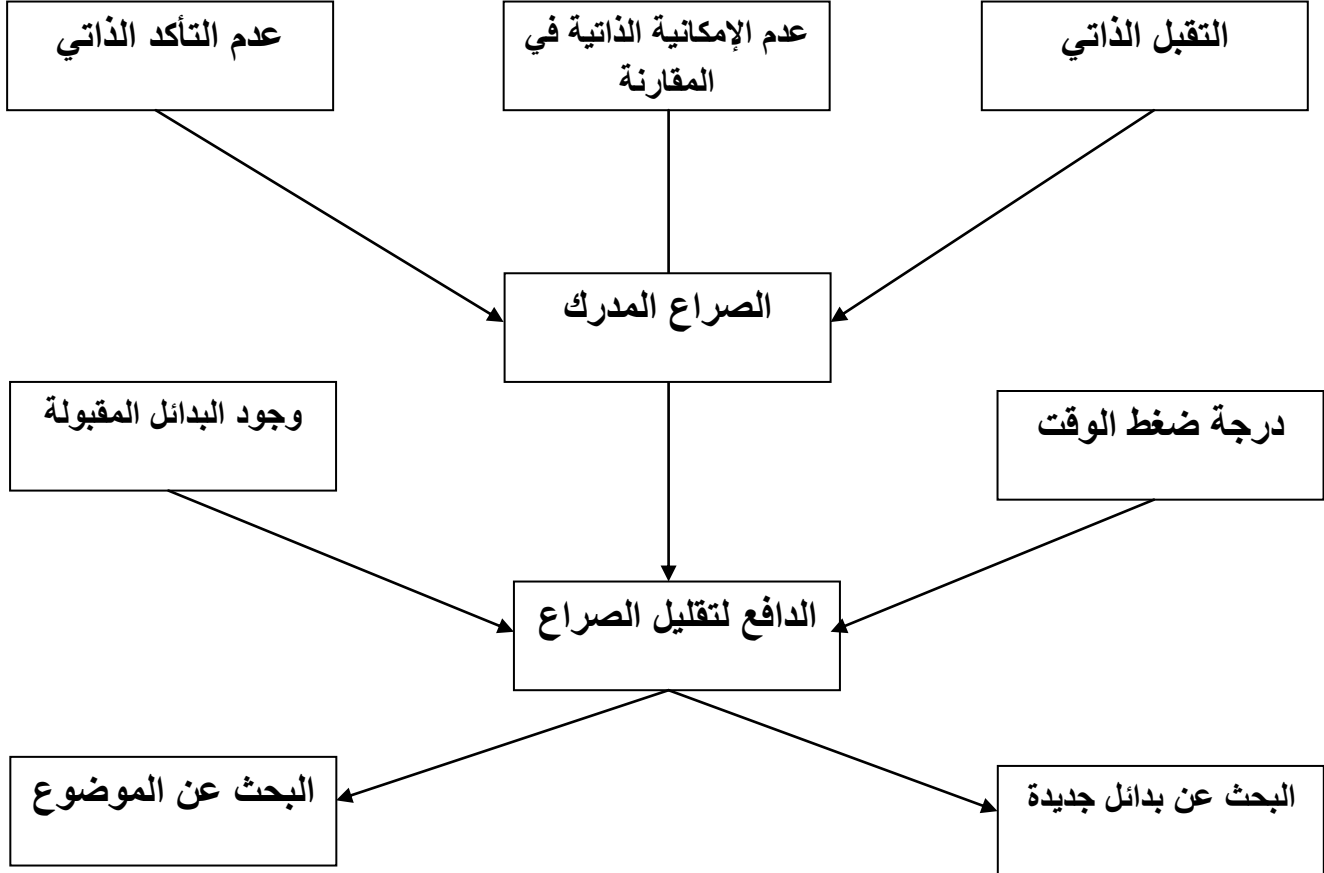 التقبل الذاتي
عدم الإمكانية الذاتية في
المقارنة
عدم التأكد الذاتي
الصراع المدرك
درجة ضغط الوقت
وجود البدائل المقبولة
الدافع لتقليل الصراع
البحث عن بدائل جديدة
البحث عن الموضوع